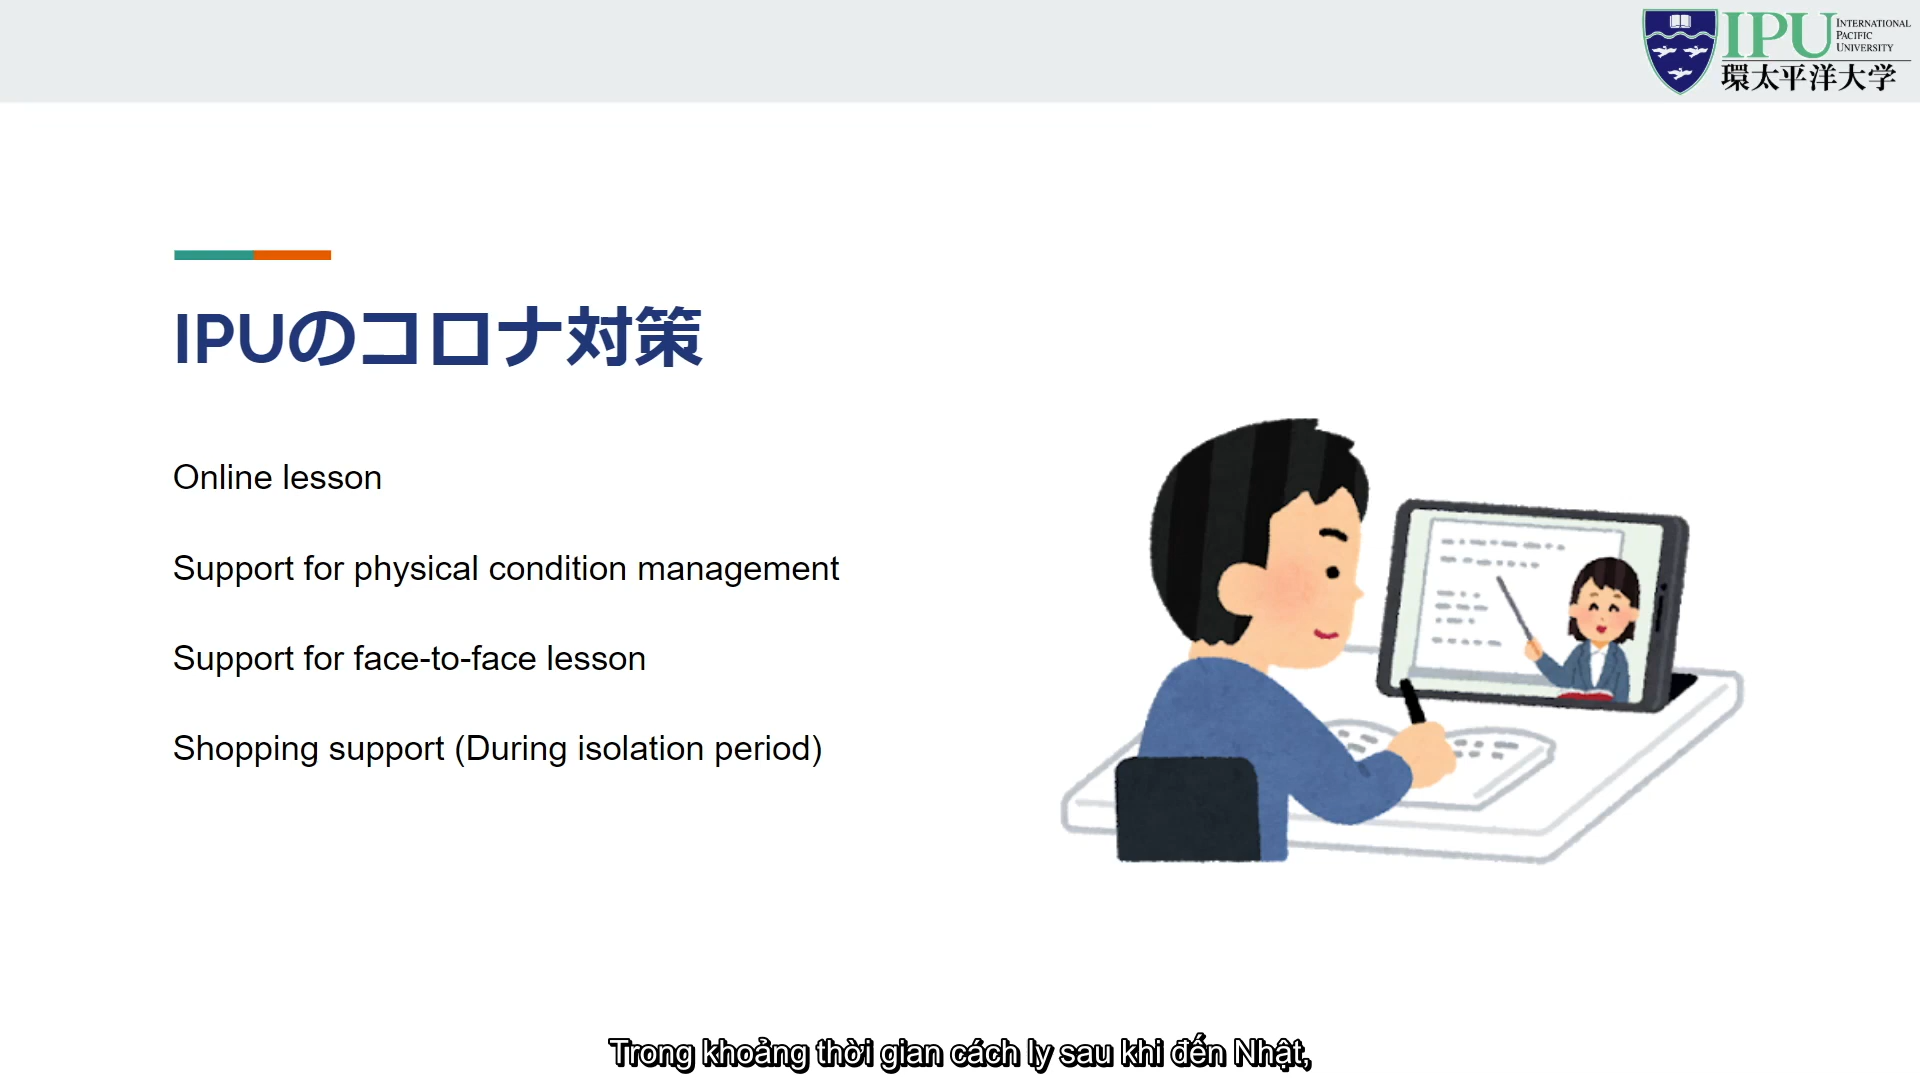 IPU
INTERNATIONAL
PACIFIC
UNIVERSITY
環太平洋大学
IPUのコロナ対策
Online lesson
Support for physical condition management
Support for face-to-face lesson
Shopping support (During isolation period)
Trong khoảng thời gian cách ly sau khi đến Nhật,